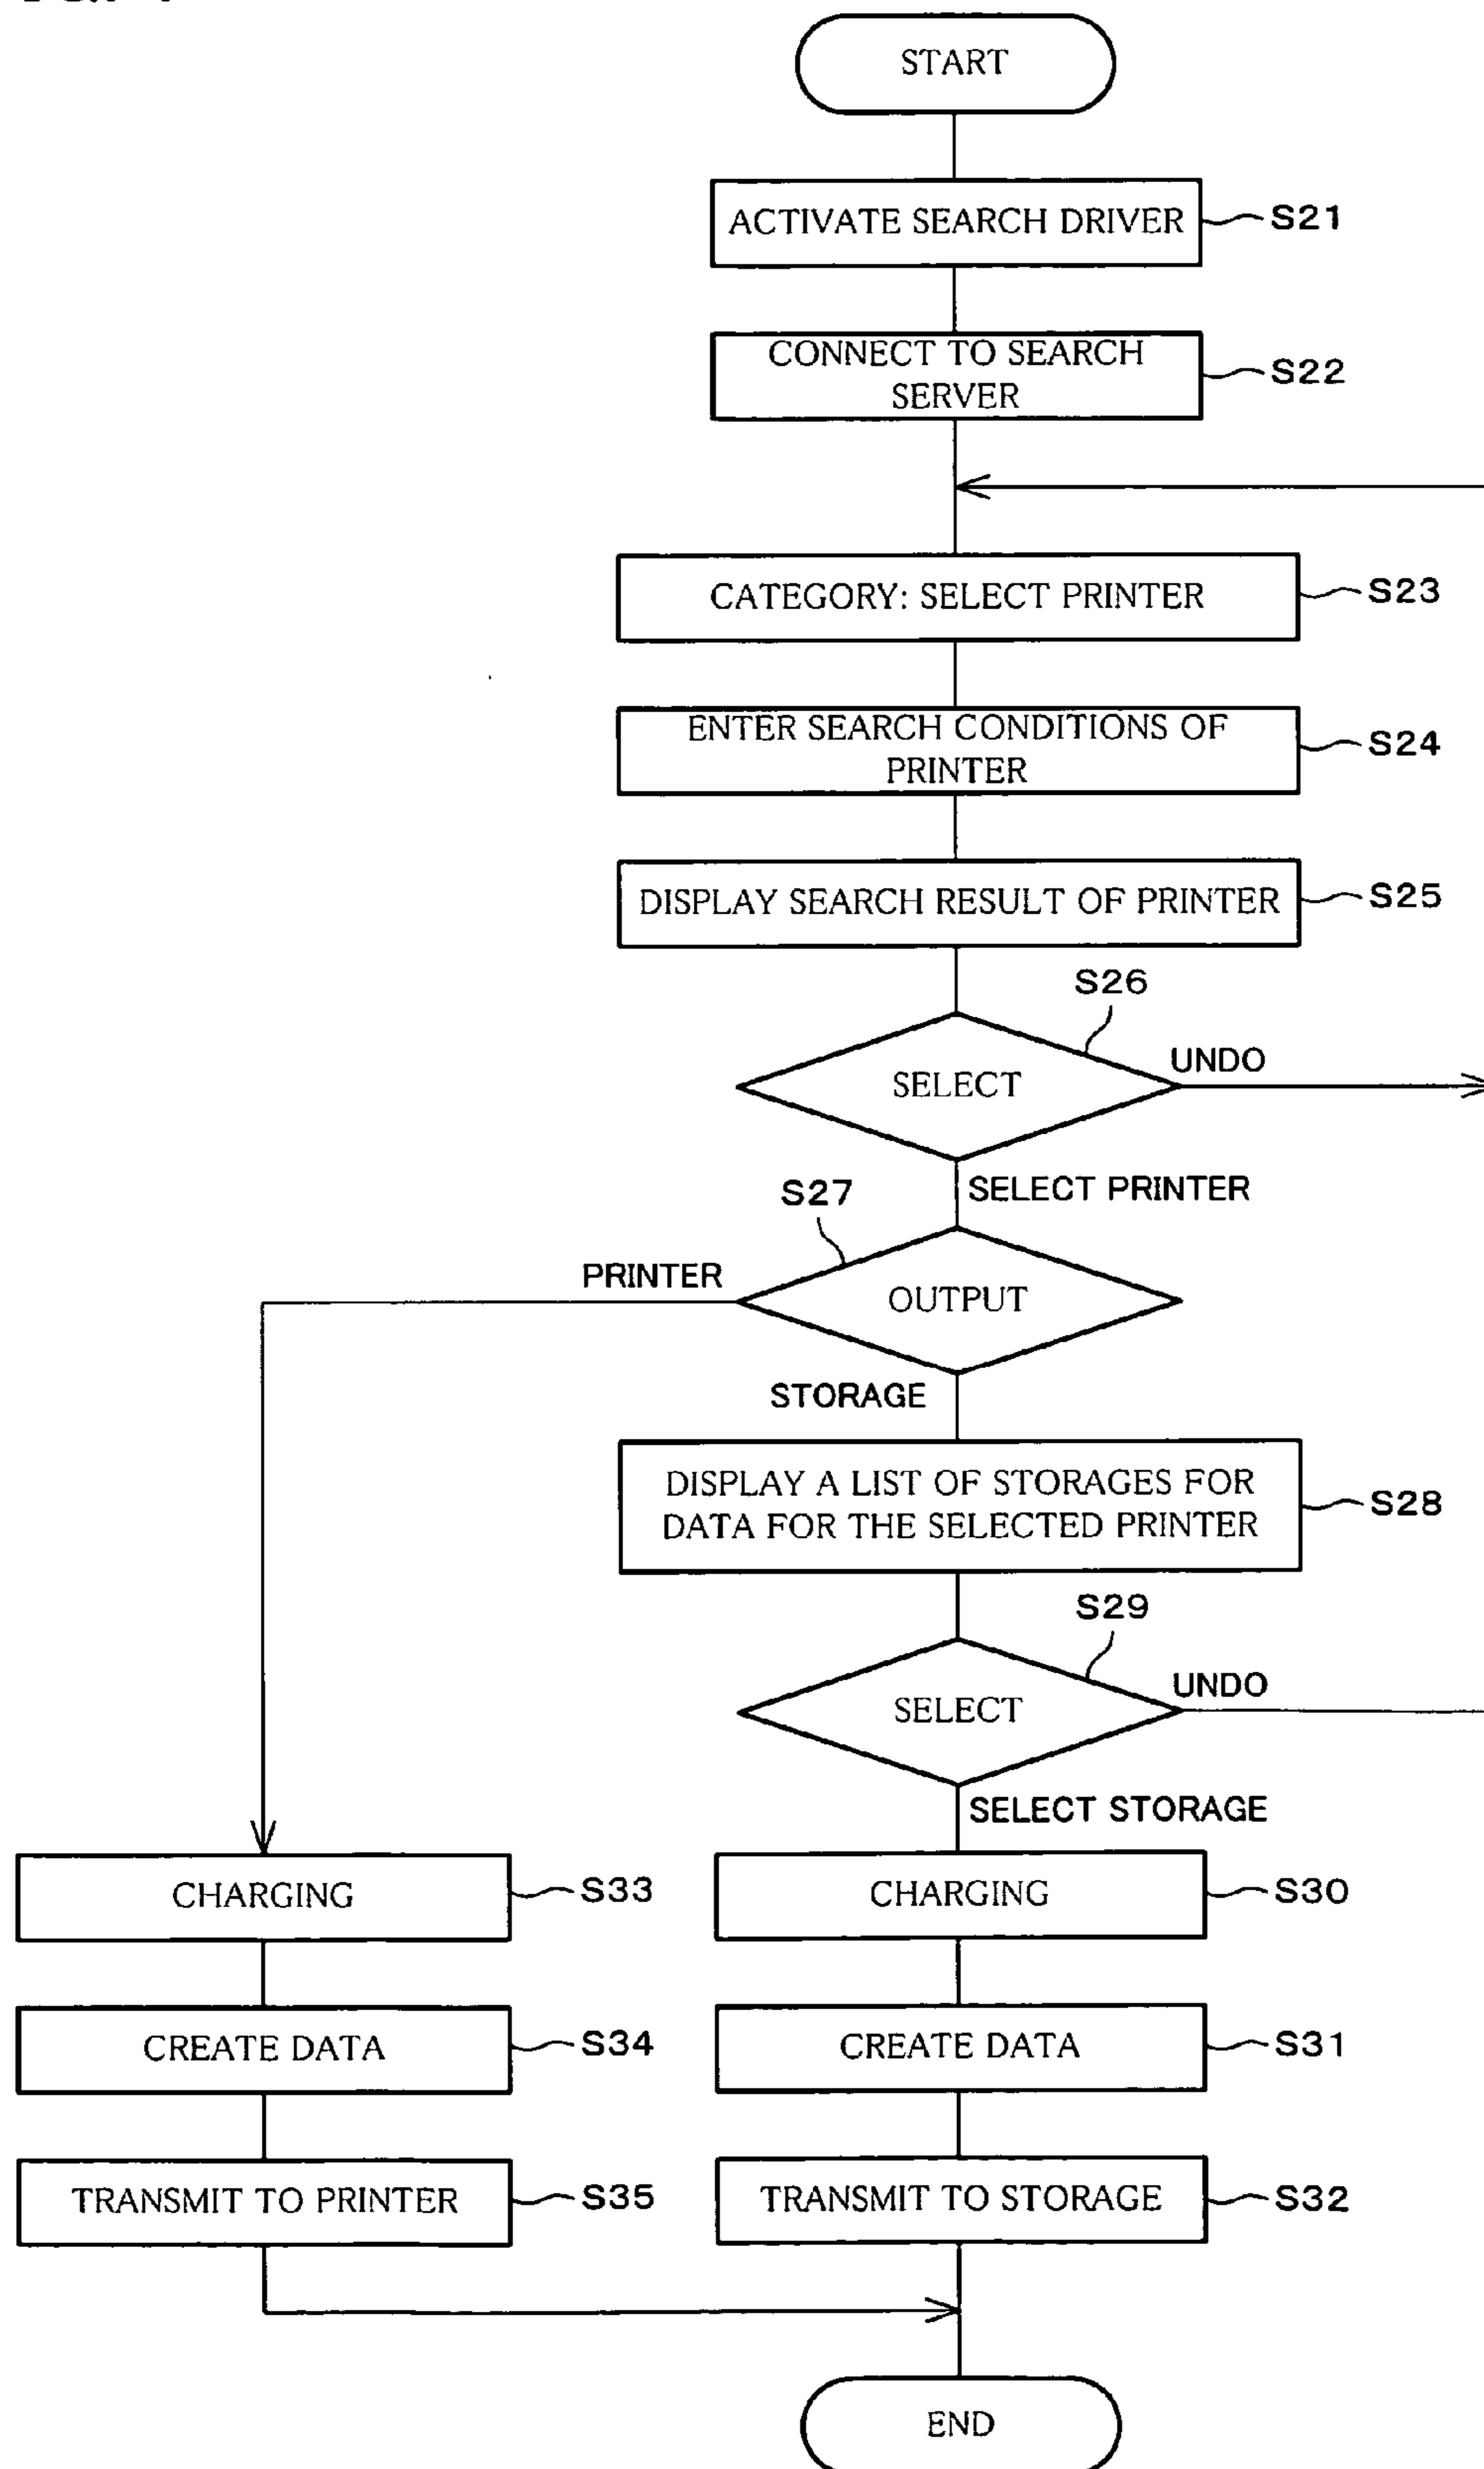 START
ACTIVATE SEARCH DRIVER
S21
CONNECT TO SEARCH
SERVER
S22
CATEGORY: SELECT PRINTER
S23
ENTER SEARCH CONDITIONS OF
PRINTER
S24
DISPLAY SEARCH RESULT OF PRINTER
S25
S26
SELECT
UNDO
SELECT PRINTER
S27
PRINTER
OUTPUT
STORAGE
DISPLAY A LIST OF STORAGES FOR
DATA FOR THE SELECTED PRINTER
S28
S29
SELECT
UNDO
SELECT STORAGE
CHARGING
S33
CHARGING
S30
CREATE DATA
S34
CREATE DATA
S31
TRANSMIT TO PRINTER
S35
TRANSMIT TO STORAGE
S32
END